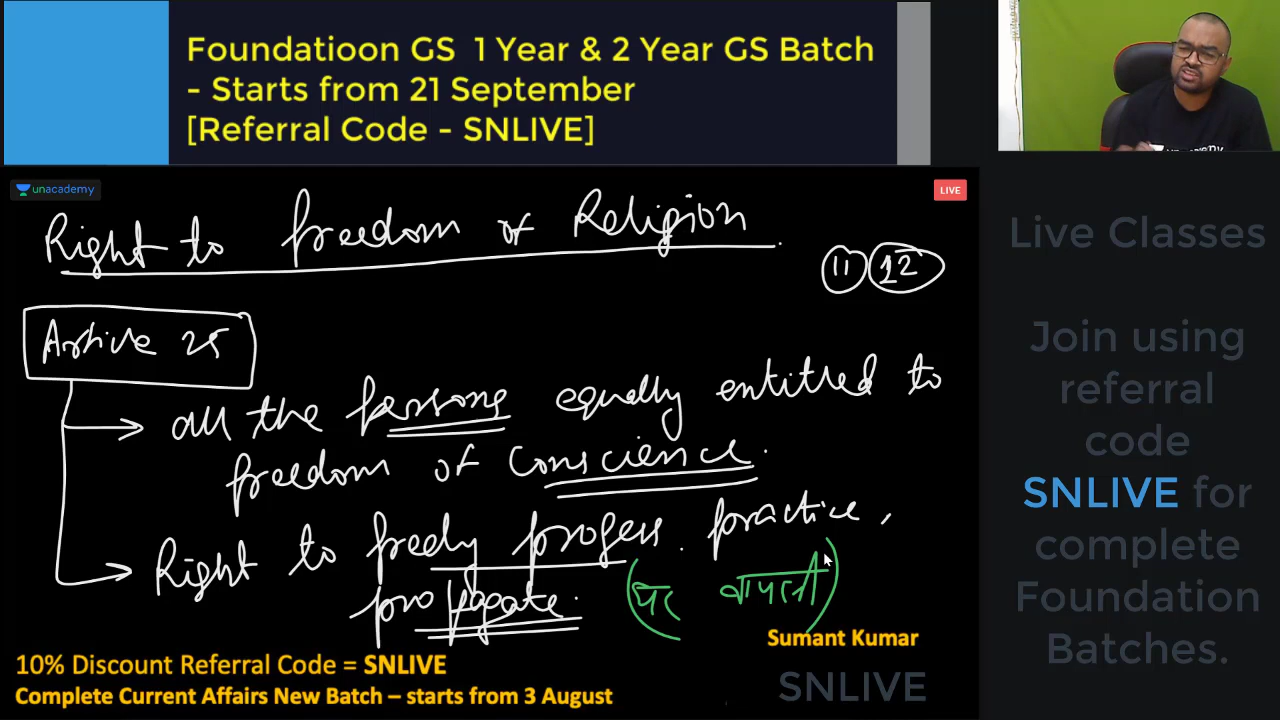 Foundatioon GS 1 Year & 2 Year GS Batch
- Starts from 21 September
[Referral Code - SNLIVE]
unacademy
LIVE
Right to freedom of Religion
11 12
Artive 25
all the persons equally entitled to
freedom of conscience.
Right to freely profess. practice,
propagate. (घर वापसी)
Sumant Kumar
10% Discount Referral Code = SNLIVE
SNLIVE
Complete Current Affairs New Batch – starts from 3 August
Live Classes
Join using
referral
code
SNLIVE for
complete
Foundation
Batches.